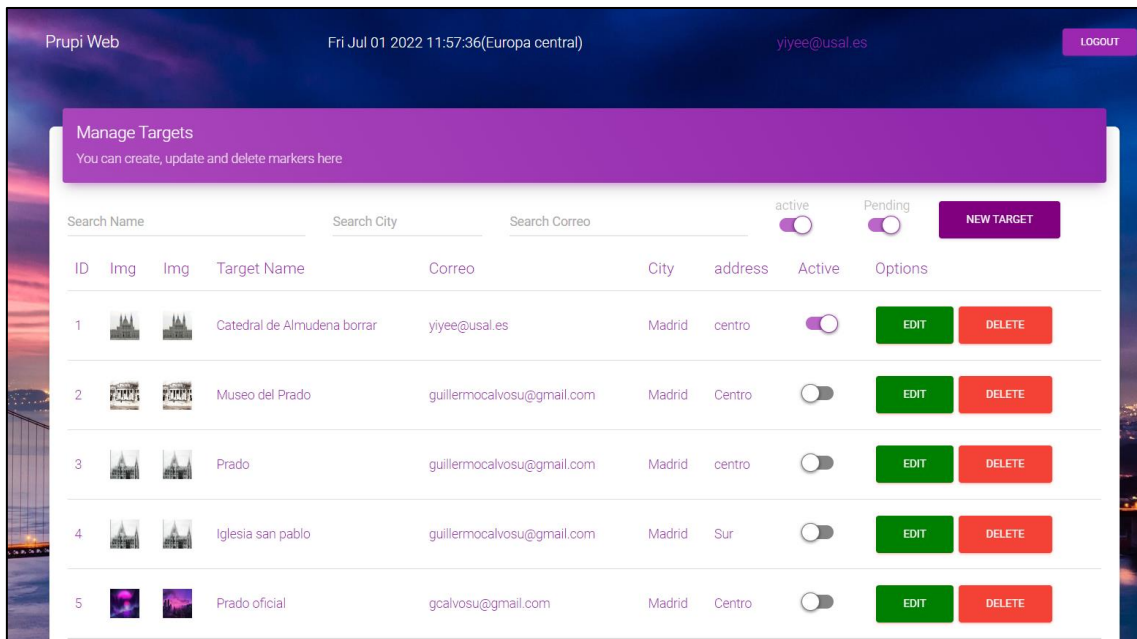 Prupi Web Fri Jul 01 2022 11:57:36(Europa central) yiyee@usal.es LOGOUT
Manage Targets
You can create, update and delete markers here
Search Name Search City Search Correo active Pending NEW TARGET
ID Img Img Target Name Correo City address Active Options
1 Catedral de Almudena borrar yiyee@usal.es Madrid centro EDIT DELETE
2 Museo del Prado guillermocalvosu@gmail.com Madrid Centro EDIT DELETE
3 Prado guillermocalvosu@gmail.com Madrid centro EDIT DELETE
4 Iglesia san pablo guillermocalvosu@gmail.com Madrid Sur EDIT DELETE
5 Prado oficial gcalvosu@gmail.com Madrid Centro EDIT DELETE